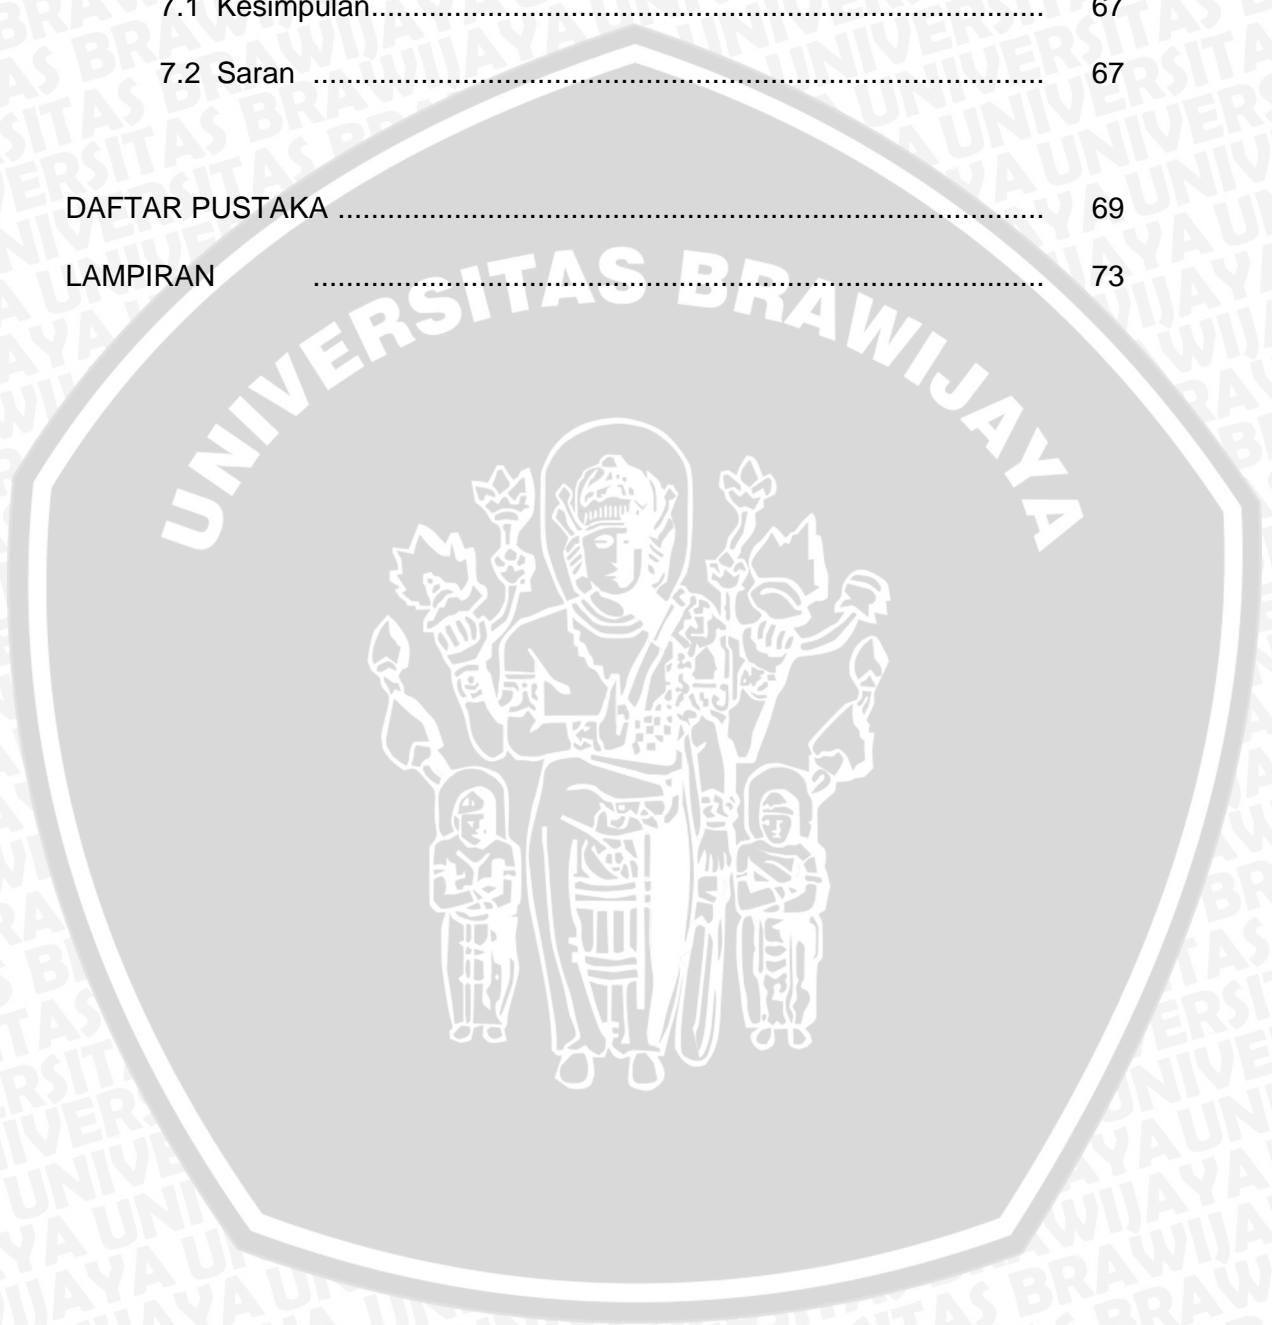 7.1 Kesimpulan.................................................................................. 67
7.2 Saran ......................................................................................... 67
DAFTAR PUSTAKA ...................................................................................... 69
LAMPIRAN ......................................................................................... 73
UNIVERSITAS BRAWIJAYA